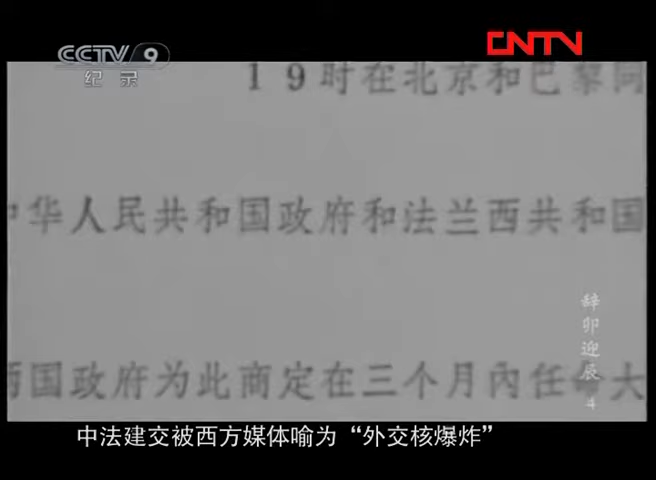 CCTV 9 CNTV
纪录
19时在北京和巴黎同
中华人民共和国政府和法兰西共和国
两国政府为此商定在三个月内任命大
辞卯迎辰 4
中法建交被西方媒体喻为“外交核爆炸”